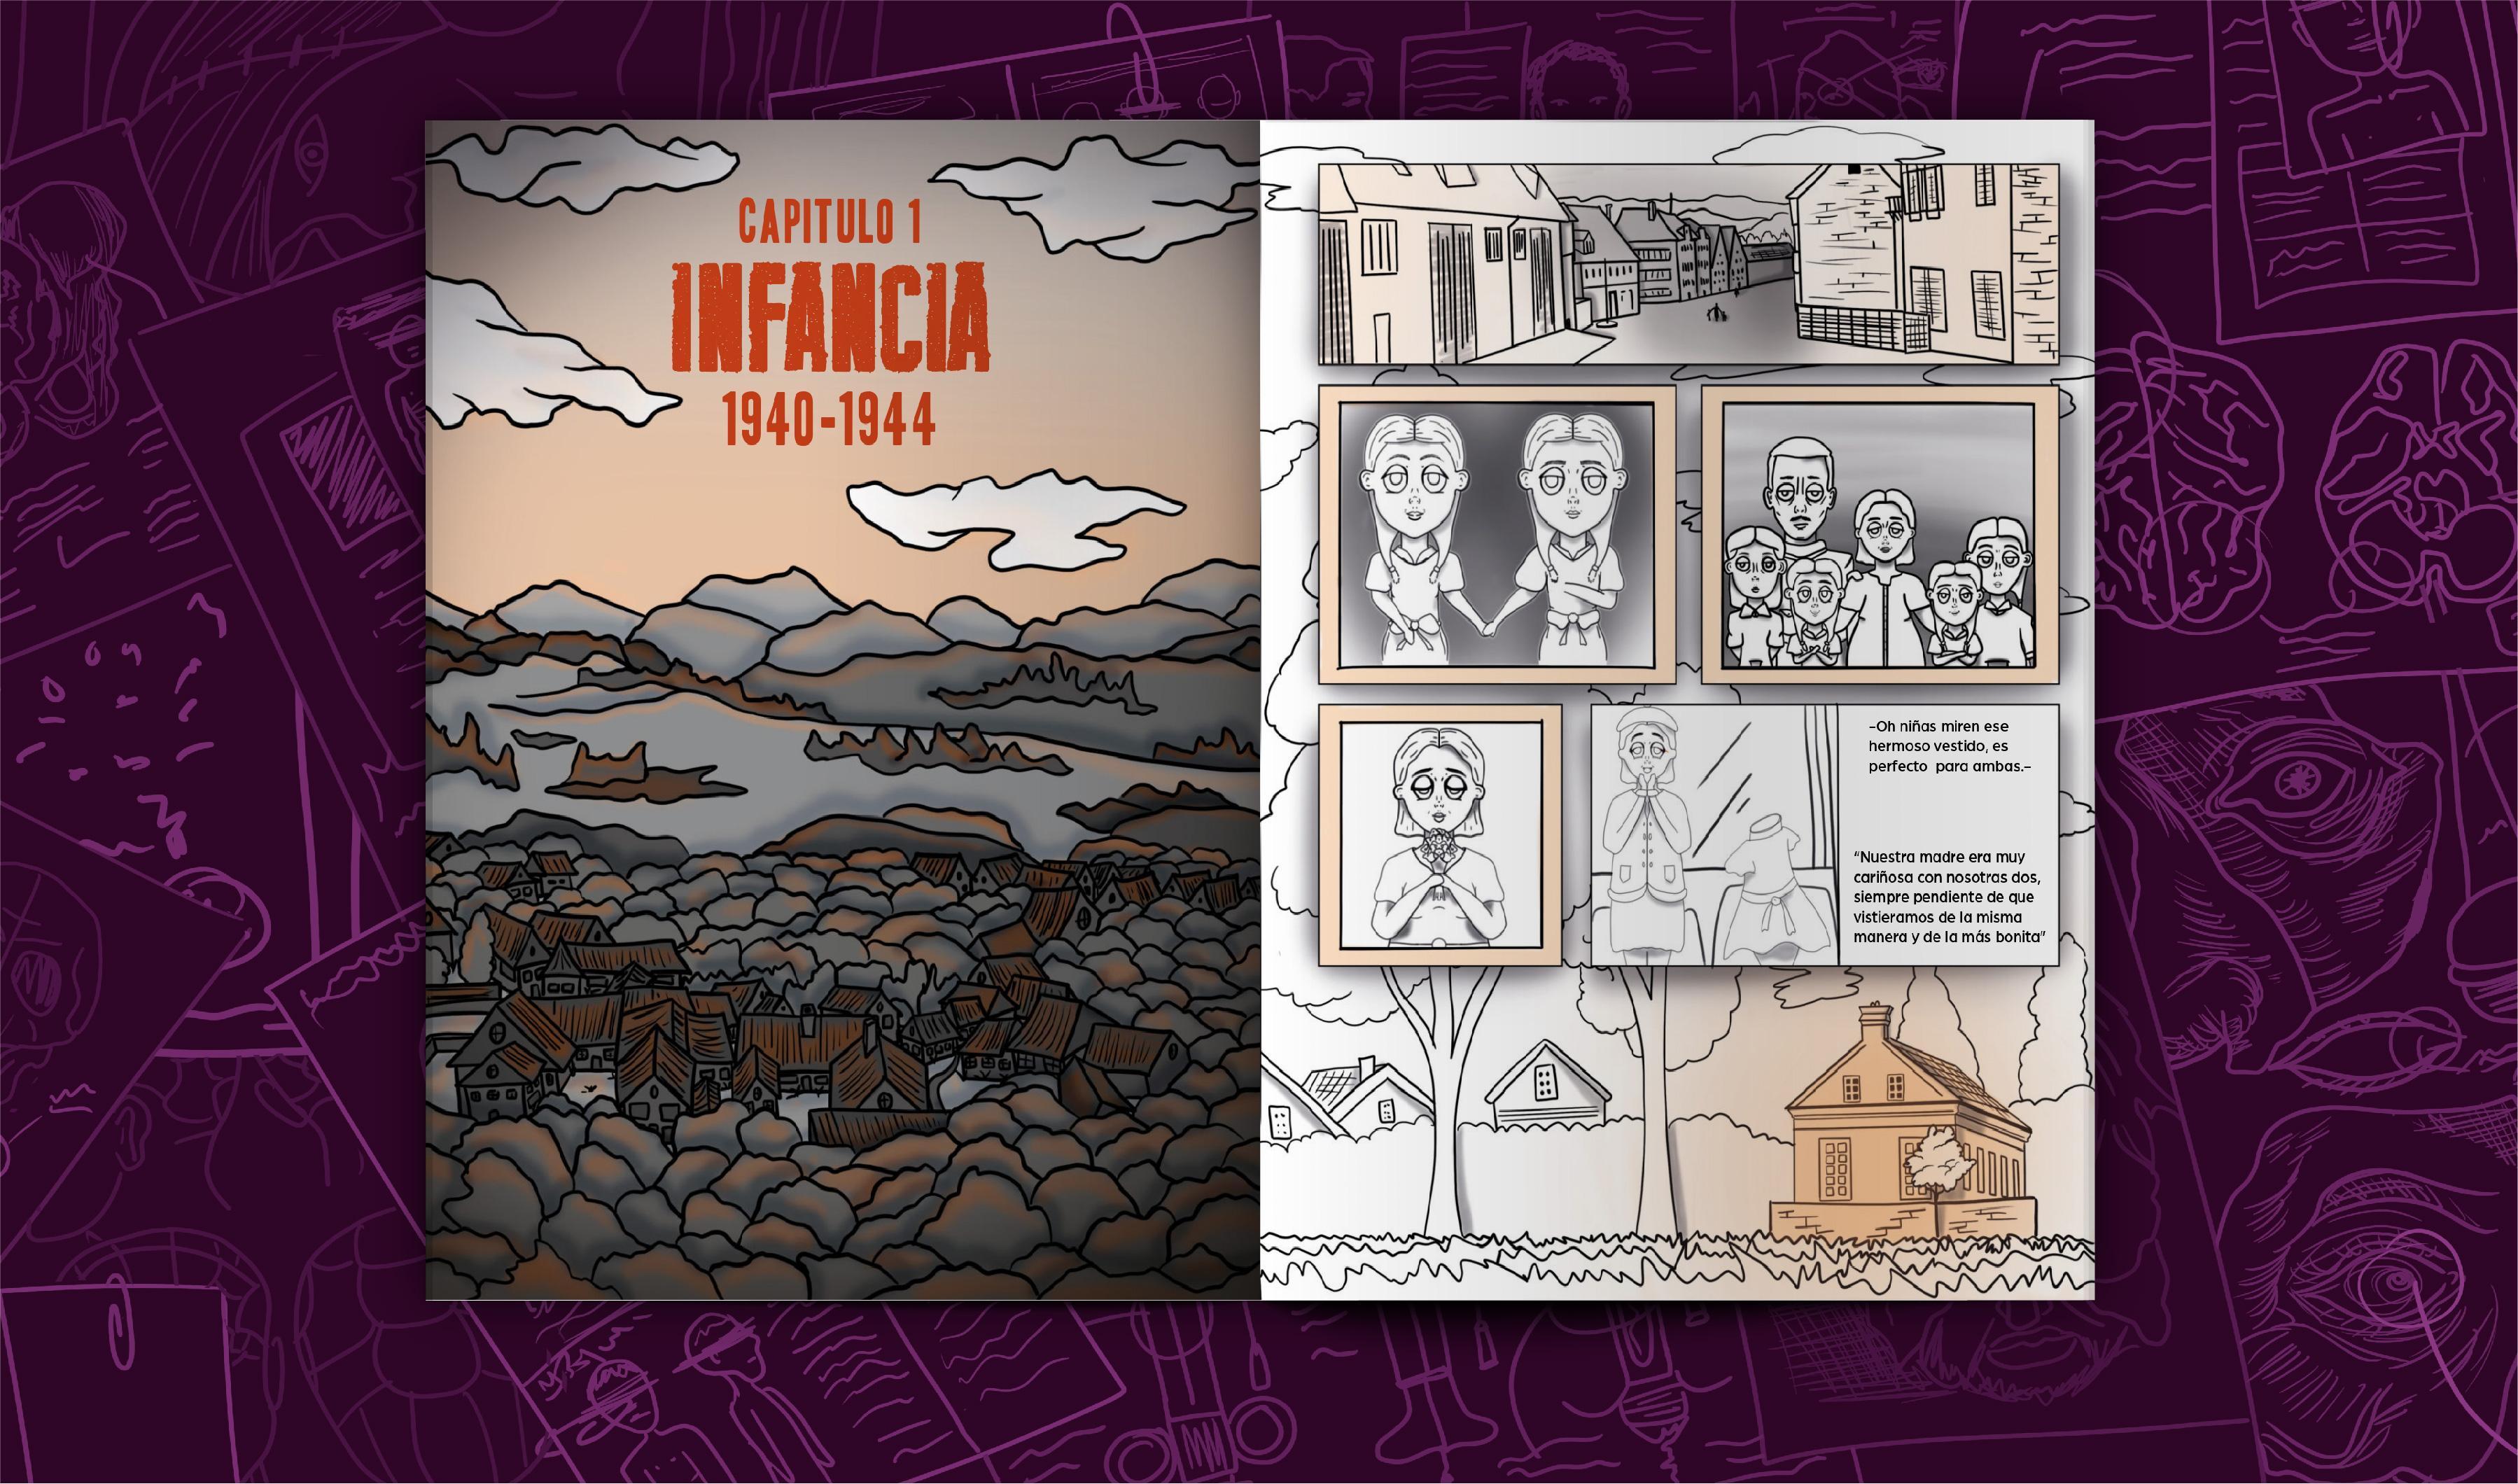 CAPITULO 1
INFANCIA
1940-1944
-Oh niñas miren ese
hermoso vestido, es
perfecto para ambas.-
"Nuestra madre era muy
cariñosa con nosotras dos,
siempre pendiente de que
vistieramos de la misma
manera y de la más bonita"